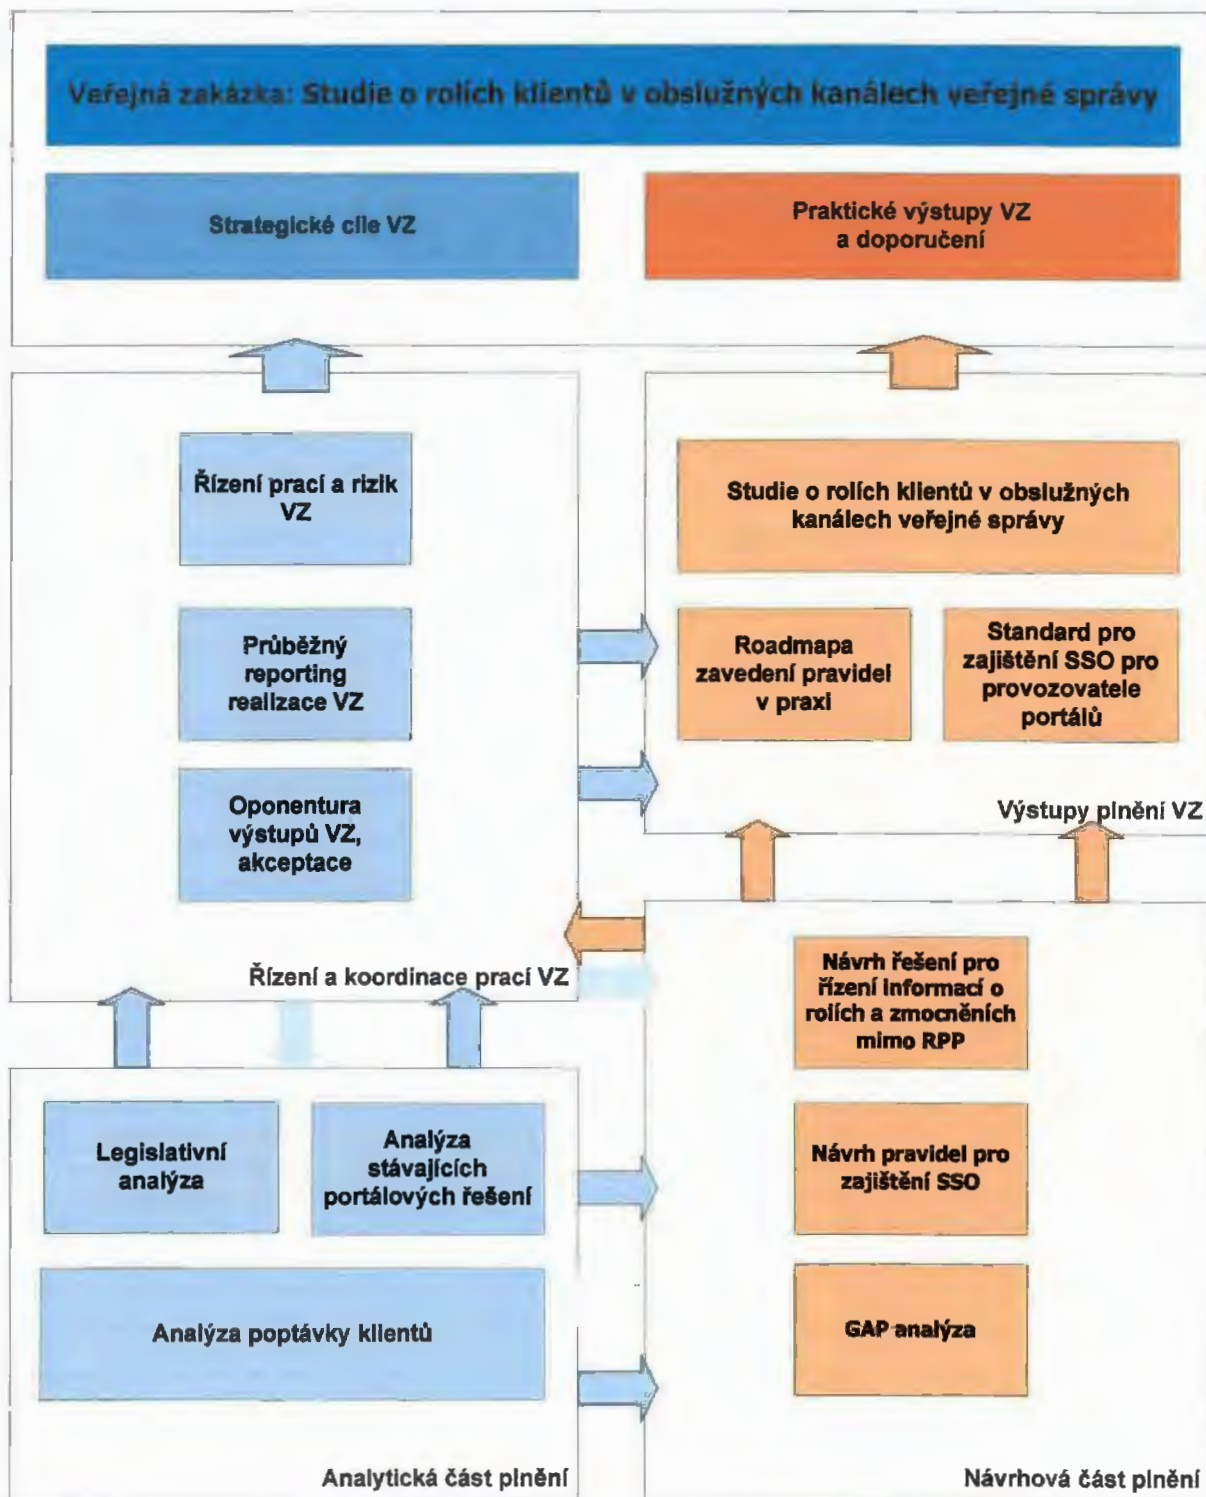 Veřejná zakázka: Studie o rolích klientů v obslužných kanálech veřejné správy
Strategické cíle VZ
Praktické výstupy VZ
a doporučení
Řízení prací a rizik
VZ
Průběžný
reporting
realizace VZ
Oponentura
výstupů VZ,
akceptace
Řízení a koordinace prací VZ
Studie o rolích klientů v obslužných
kanálech veřejné správy
Roadmapa
zavedení pravidel
v praxi
Standard pro
zajištění SSO pro
provozovatele
portálů
Výstupy plnění VZ
Legislativní
analýza
Analýza
stávajících
portálových řešení
Analýza poptávky klientů
Analytická část plnění
Návrh řešení pro
řízení informací o
rolích a zmocněních
mimo RPP
Návrh pravidel pro
zajištění SSO
GAP analýza
Návrhová část plnění